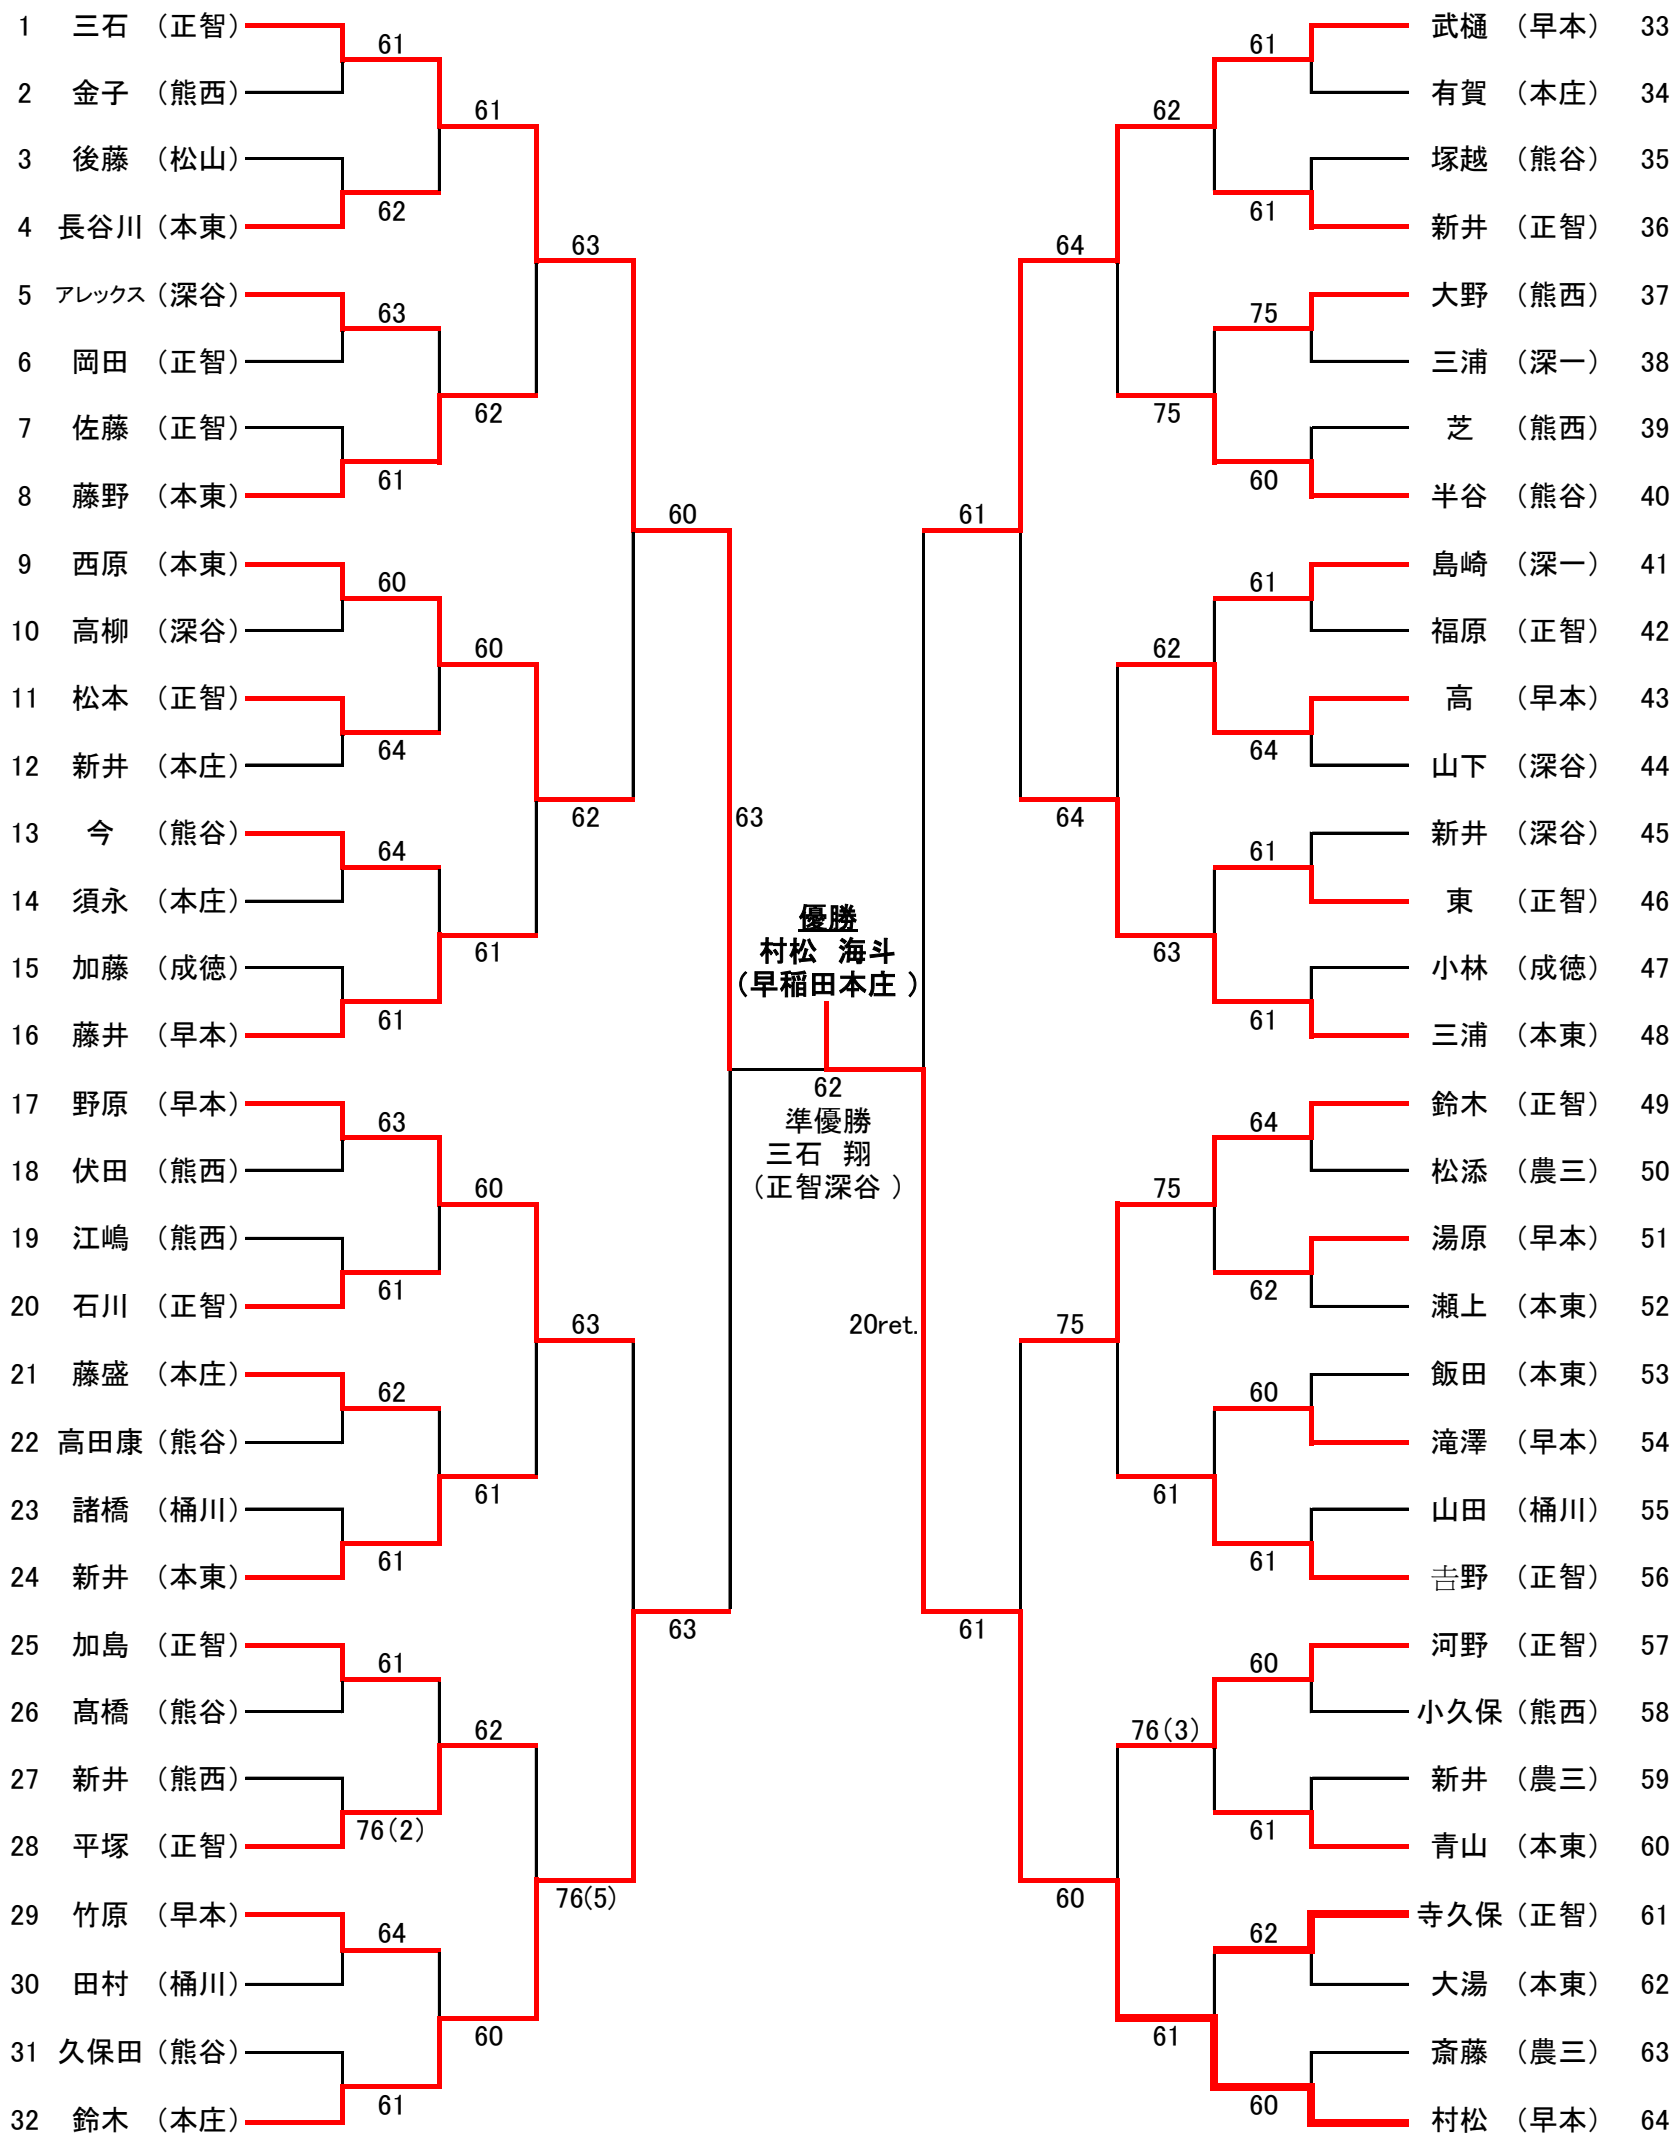 1 三石 （正智）
61
2 金子 （熊西）
61
3 後藤 （松山）
62
4 長谷川（本東）
63
5 アレックス（深谷）
63
6 岡田 （正智）
62
7 佐藤 （正智）
61
8 藤野 （本東）
60
9 西原 （本東）
60
10 高柳 （深谷）
60
11 松本 （正智）
64
12 新井 （本庄）
62
63
13 今 （熊谷）
64
14 須永 （本庄）
61
15 加藤 （成徳）
61
16 藤井 （早本）
17 野原 （早本）
63
18 伏田 （熊西）
60
19 江嶋 （熊西）
61
20 石川 （正智）
63
21 藤盛 （本庄）
62
22 高田康（熊谷）
61
23 諸橋 （桶川）
61
24 新井 （本東）
63
25 加島 （正智）
61
26 髙橋 （熊谷）
62
27 新井 （熊西）
76(2)
28 平塚 （正智）
76(5)
29 竹原 （早本）
64
30 田村 （桶川）
60
31 久保田（熊谷）
61
32 鈴木 （本庄）
優勝
村松 海斗
（早稲田本庄 ）
62
準優勝
三石 翔
（正智深谷 ）
20ret.
武樋 （早本） 33
61
有賀 （本庄） 34
62
塚越 （熊谷） 35
61
新井 （正智） 36
64
大野 （熊西） 37
75
三浦 （深一） 38
75
芝 （熊西） 39
60
半谷 （熊谷） 40
61
島崎 （深一） 41
61
福原 （正智） 42
62
高 （早本） 43
64
山下 （深谷） 44
64
新井 （深谷） 45
61
東 （正智） 46
63
小林 （成徳） 47
61
三浦 （本東） 48
鈴木 （正智） 49
64
松添 （農三） 50
75
湯原 （早本） 51
62
瀬上 （本東） 52
75
飯田 （本東） 53
60
滝澤 （早本） 54
61
山田 （桶川） 55
61
𠮷野 （正智） 56
61
河野 （正智） 57
60
小久保（熊西） 58
76(3)
新井 （農三） 59
61
青山 （本東） 60
60
寺久保（正智） 61
62
大湯 （本東） 62
61
斎藤 （農三） 63
60
村松 （早本） 64